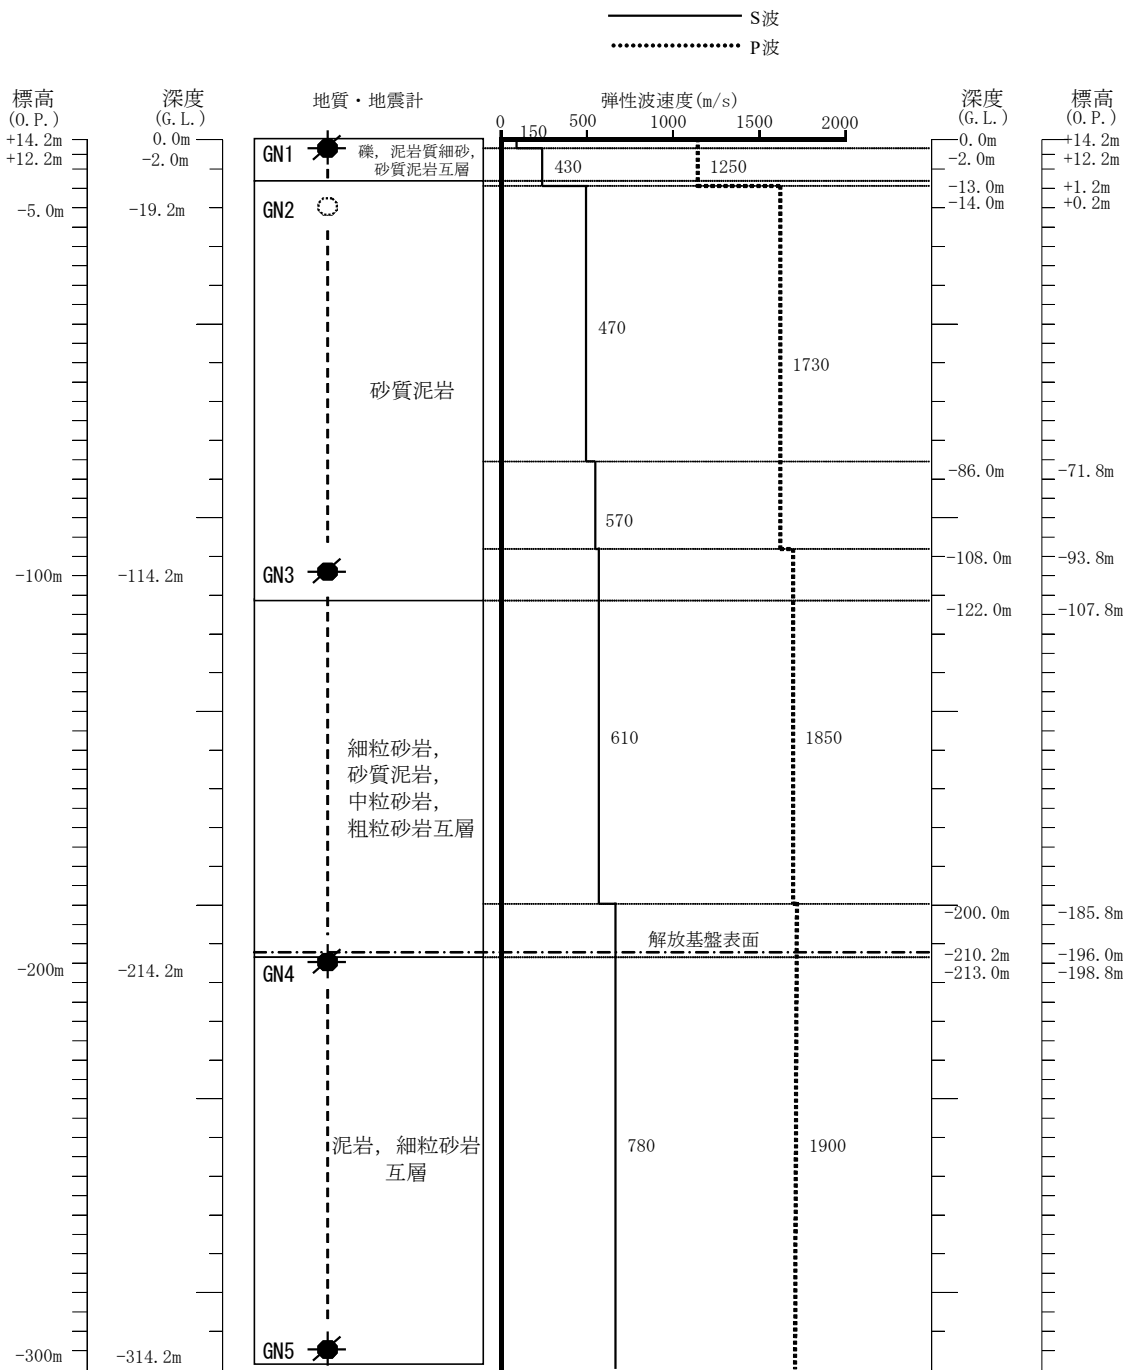 S波
P波
標高 深度 地質・地震計 弾性波速度(m/s) 深度 標高
(O.P.) (G.L.) (G.L.) (O.P.)
0 150 500 1000 1500 2000
+14.2m 0.0m -0.0m +14.2m
+12.2m -2.0m GN1 礫，泥岩質細砂， -2.0m +12.2m
砂質泥岩互層 430 1250
-13.0m +1.2m
-5.0m -19.2m GN2 -14.0m +0.2m
470
1730
砂質泥岩
-86.0m -71.8m
570
-108.0m -93.8m
-100m -114.2m GN3
-122.0m -107.8m
610 1850
細粒砂岩，
砂質泥岩，
中粒砂岩，
粗粒砂岩互層
-200.0m -185.8m
解放基盤表面
-210.2m -196.0m
-200m -214.2m GN4 -213.0m -198.8m
泥岩，細粒砂岩 780 1900
互層
-300m -314.2m GN5